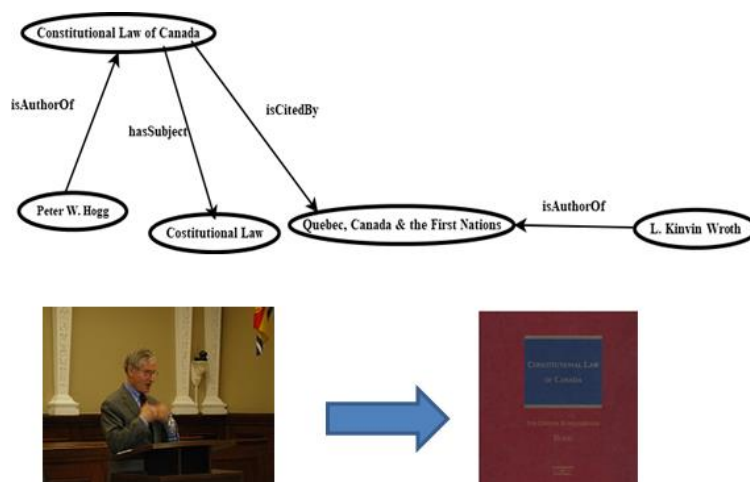 Constitutional Law of Canada
isAuthorOf
isCitedBy
hasSubject
Peter W. Hogg
Costitutional Law
Quebec, Canada & the First Nations
isAuthorOf
L. Kinvin Wroth
CONSTITUTIONAL LAW
OF CANADA